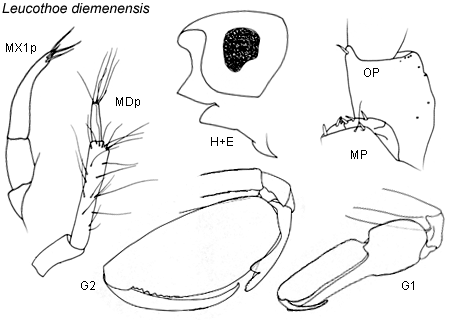 Leucothoe diemenensis
MX1p
OP
MDp
H+E
MP
G2
G1